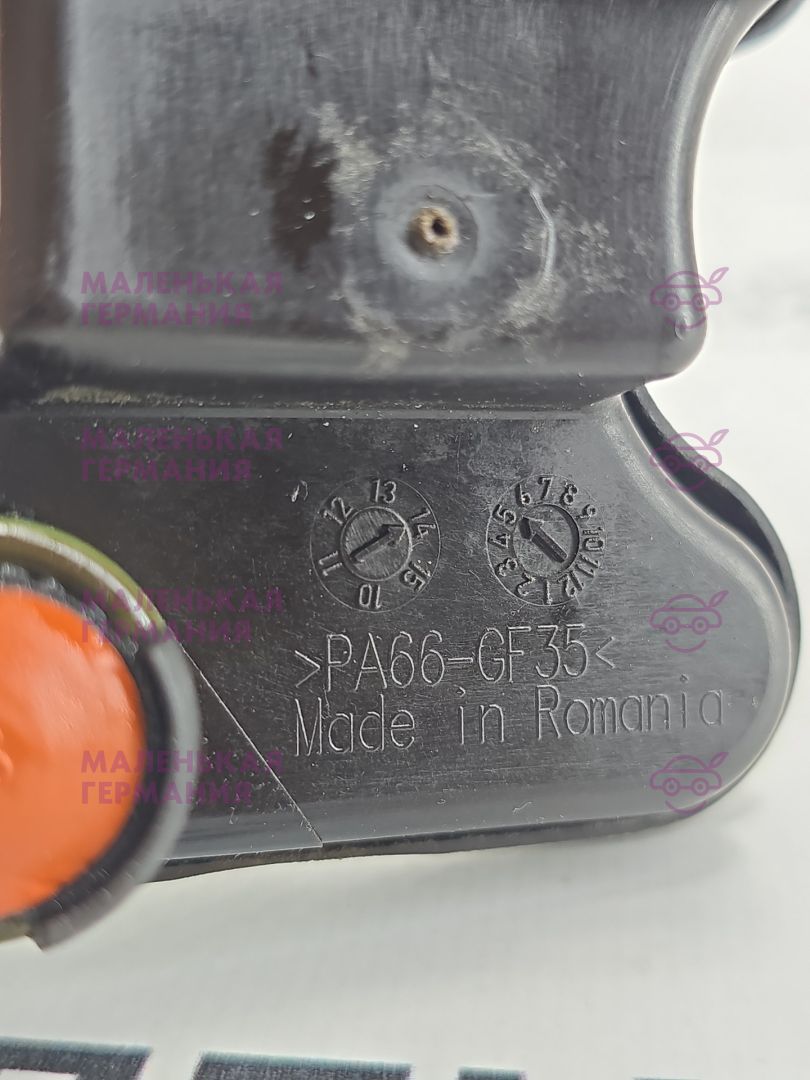 МАЛЕНЬКАЯ
ГЕРМАНИЯ
МАЛЕНЬКАЯ
ГЕРМАНИЯ
10 11 12 13 14 15
1 2 3 4 5 6 7 8 9 10 11 12
МАЛЕНЬКАЯ
ГЕРМАНИЯ
>PA66-GF35<
Made in Romania
МАЛЕНЬКАЯ
ГЕРМАНИЯ